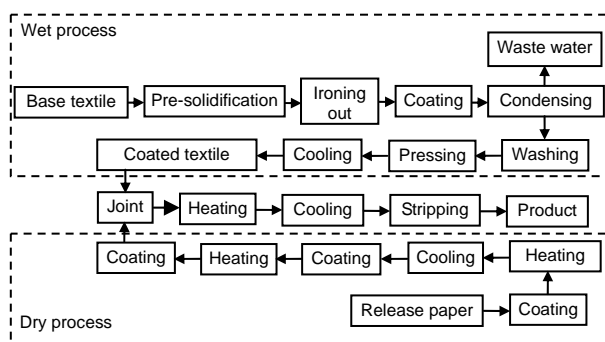 Wet process
Waste water
Base textile
Pre-solidification
Ironing
out
Coating
Condensing
Coated textile
Cooling
Pressing
Washing
Joint
Heating
Cooling
Stripping
Product
Coating
Heating
Coating
Cooling
Heating
Release paper
Coating
Dry process